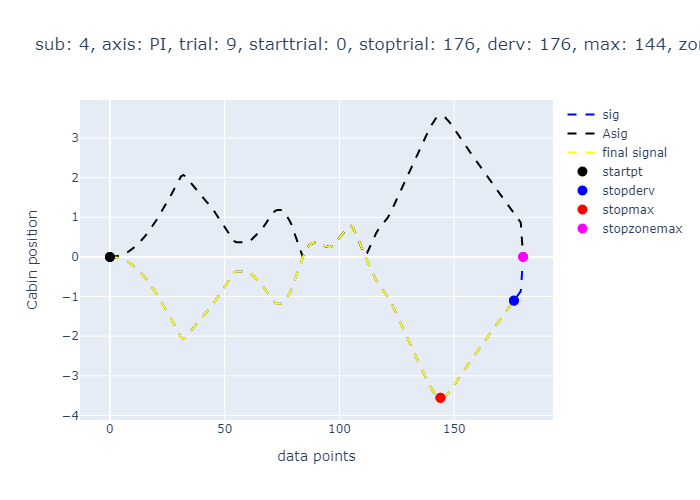 sub: 4, axis: PI, trial: 9, starttrial: 0, stoptrial: 176, derv: 176, max: 144, zor
sig
Asig
final signal
startpt
stopderv
stopmax
stopzonemax
Cabin position
3
2
1
0
−1
−2
−3
−4
0
50
100
150
data points